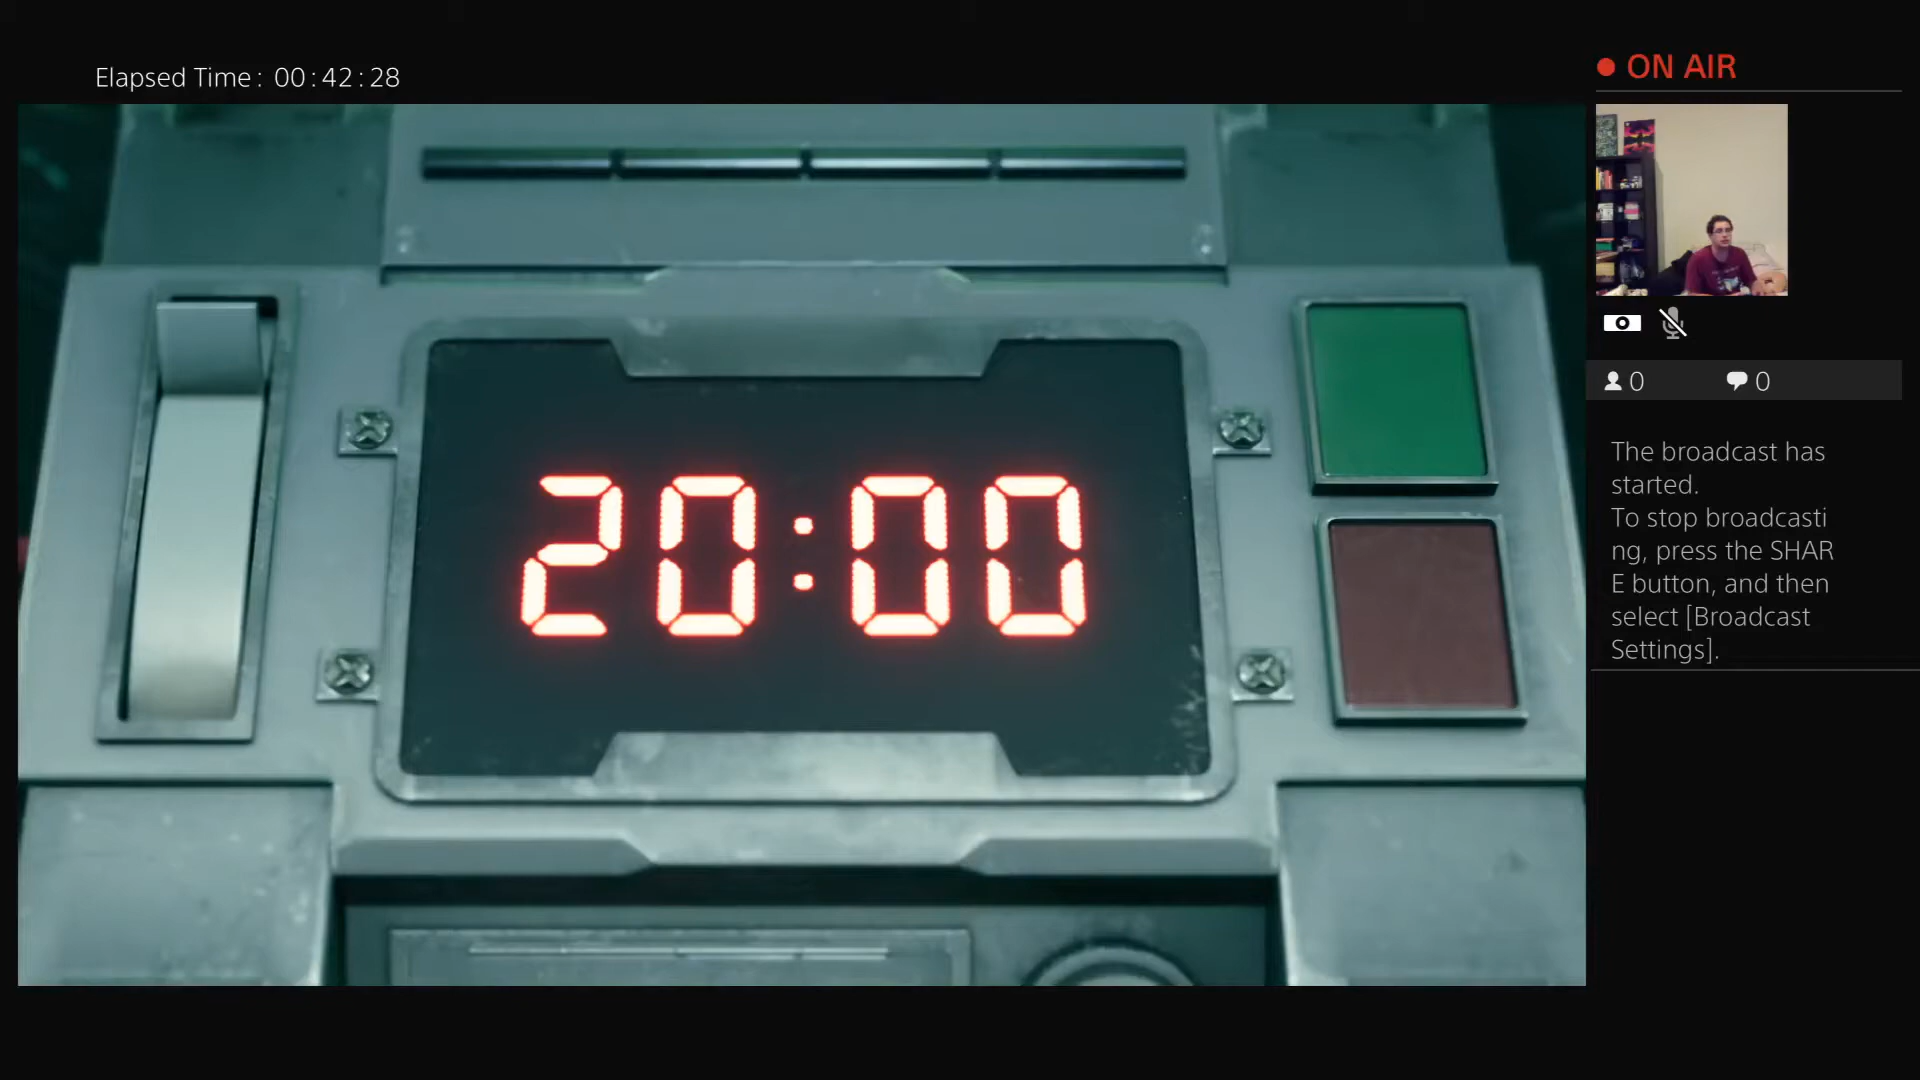 Elapsed Time: 00:42:28
ON AIR
20:00
0
0
The broadcast has
started.
To stop broadcasti
ng, press the SHAR
E button, and then
select [Broadcast
Settings].